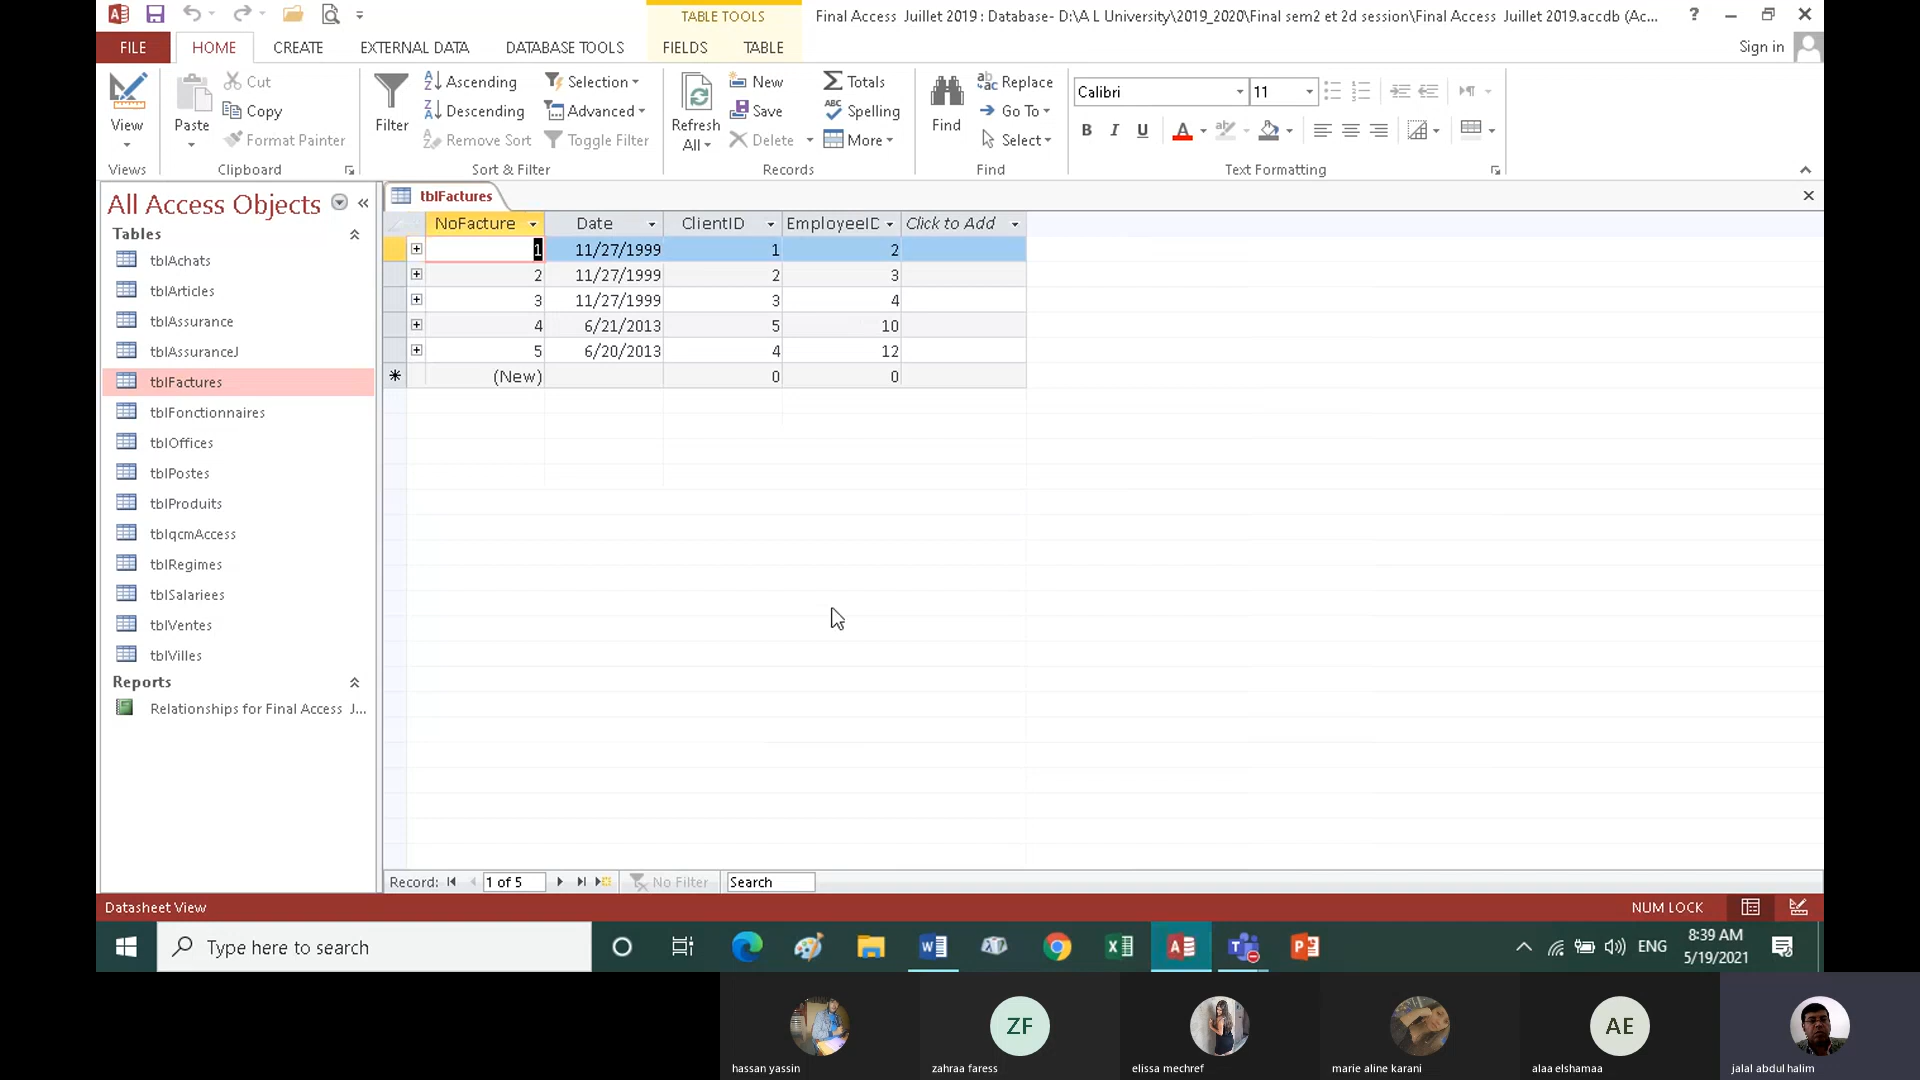 TABLE TOOLS
Final Access Juillet 2019 : Database- D:\A L University\2019_2020\Final sem2 et 2d session\Final Access Juillet 2019.accdb (Ac...
?
FILE HOME CREATE EXTERNAL DATA DATABASE TOOLS FIELDS TABLE Sign in
Cut Ascending Selection New Totals Replace Calibri 11
Copy Descending Advanced Save Spelling Go To
Format Painter Remove Sort Toggle Filter Delete More Select
View Paste Filter Refresh All Find B I U
Views Clipboard Sort & Filter Records Find Text Formatting
All Access Objects
Tables
tblAchats
tblArticles
tblAssurance
tblAssuranceJ
tblFactures
tblFonctionnaires
tblOffices
tblPostes
tblProduits
tblqcmAccess
tblRegimes
tblSalariees
tblVentes
tblVilles
Reports
Relationships for Final Access J...
tblFactures
NoFacture Date ClientID EmployeeID Click to Add
1 11/27/1999 1 2
2 11/27/1999 2 3
3 11/27/1999 3 4
4 6/21/2013 5 10
5 6/20/2013 4 12
(New) 0 0
Record: 1 of 5 No Filter Search
Datasheet View NUM LOCK
Type here to search
ENG
8:39 AM
5/19/2021
ZF
AE
hassan yassin
zahraa faress
elissa mechref
marie aline karani
alaa elshamaa
jalal abdul halim